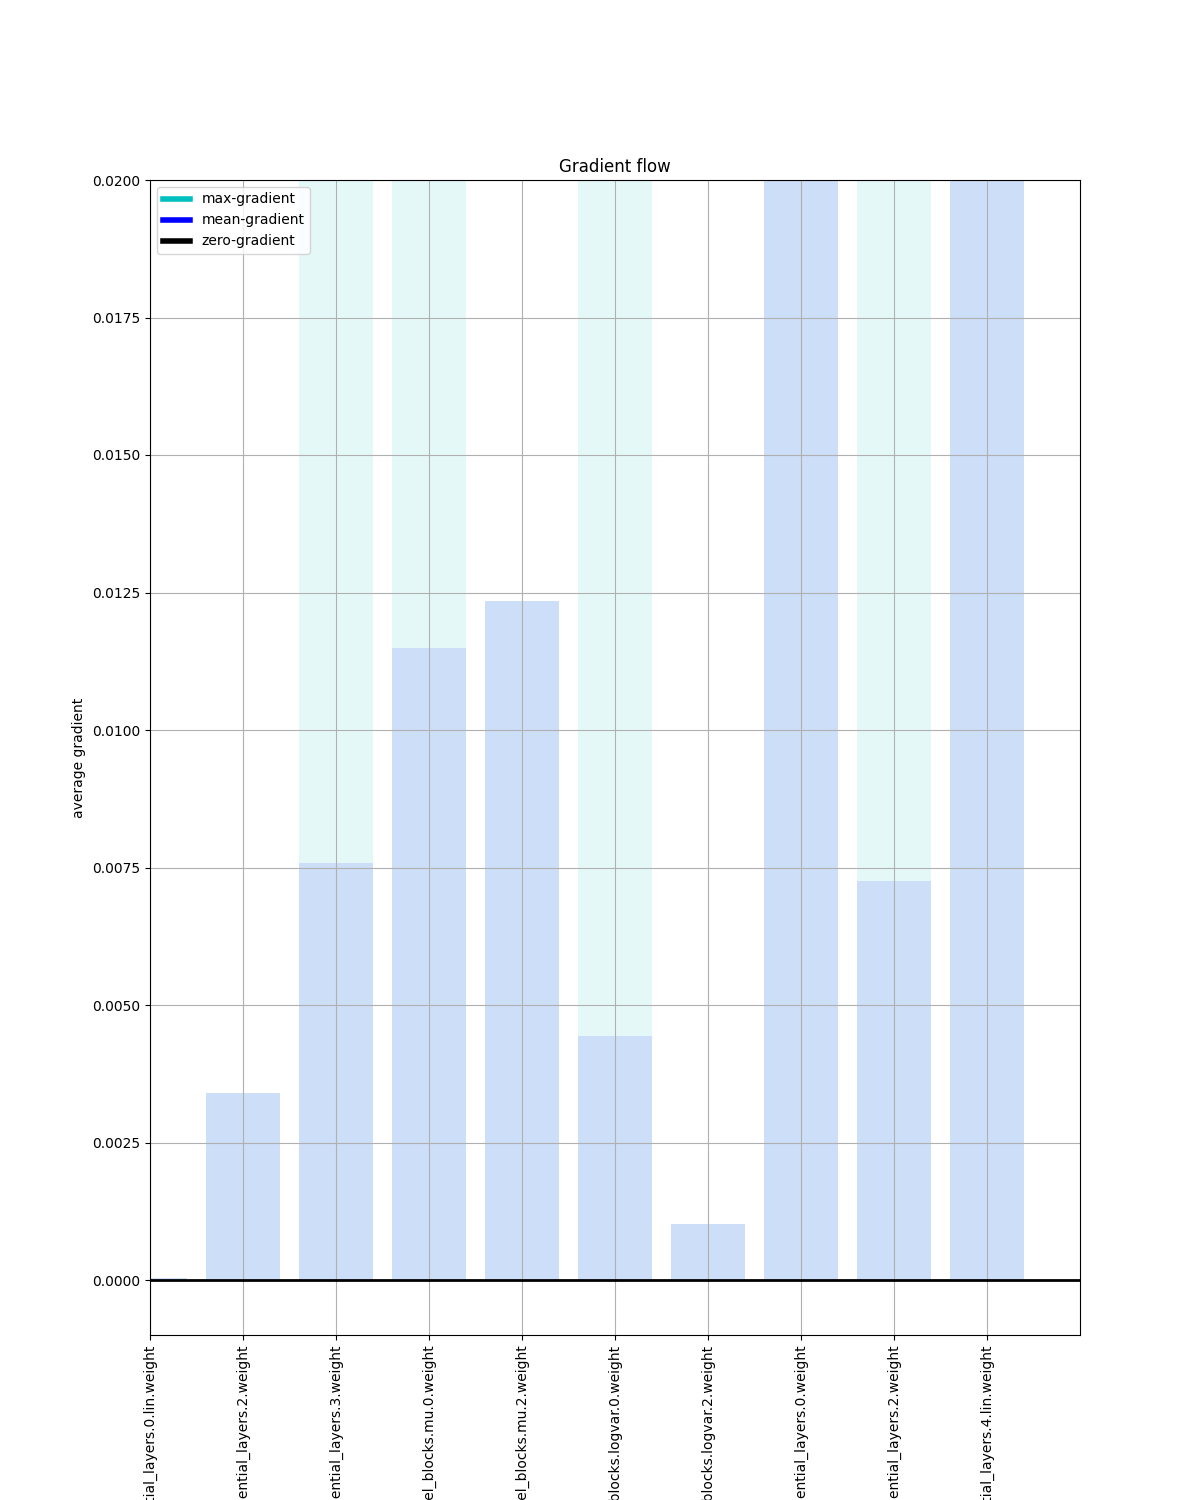 Gradient flow
max-gradient
mean-gradient
zero-gradient
0.0200
0.0175
0.0150
0.0125
0.0100
0.0075
0.0050
0.0025
0.0000
average gradient
tial_layers.0.lin.weight
ential_layers.2.weight
ential_layers.3.weight
el_blocks.mu.0.weight
el_blocks.mu.2.weight
blocks.logvar.0.weight
blocks.logvar.2.weight
ential_layers.0.weight
ential_layers.2.weight
tial_layers.4.lin.weight